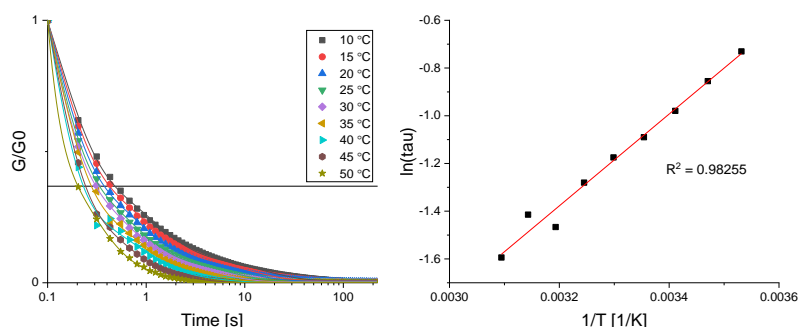 G/G0
1
0
0.1
1
10
100
Time [s]
10 °C
15 °C
20 °C
25 °C
30 °C
35 °C
40 °C
45 °C
50 °C
ln(tau)
-0.6
-0.8
-1.0
-1.2
-1.4
-1.6
0.0030
0.0032
0.0034
0.0036
1/T [1/K]
R² = 0.98255